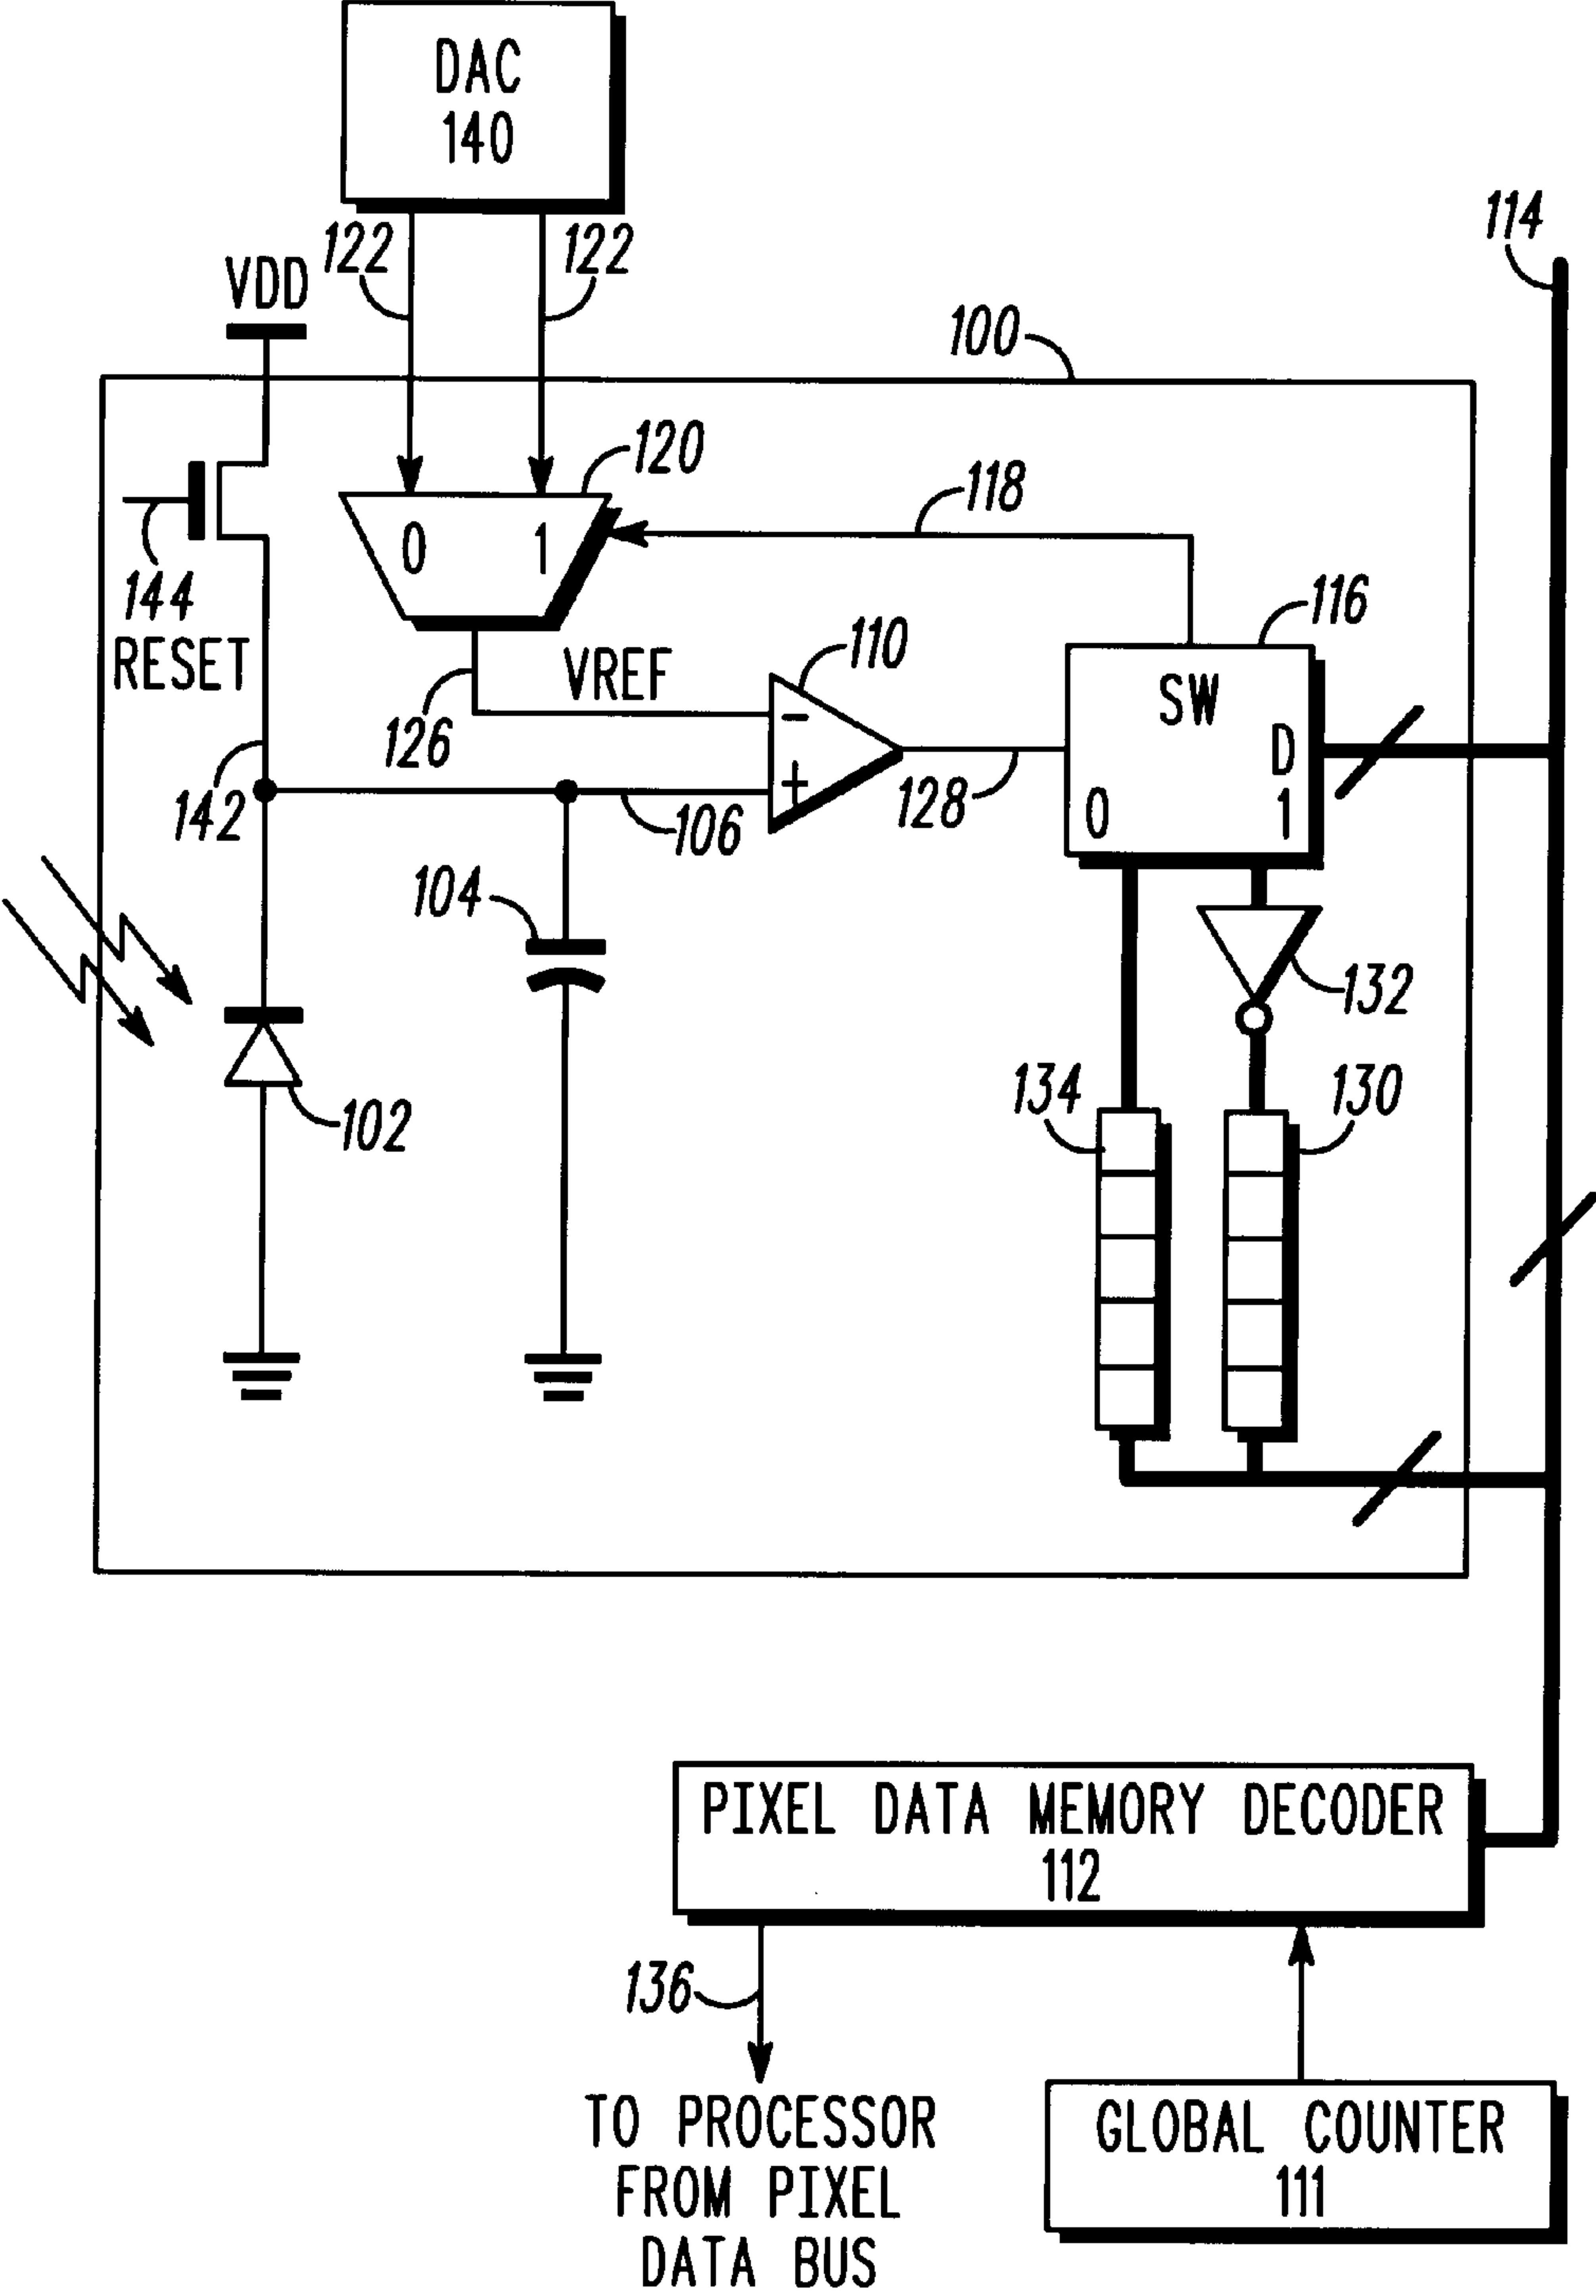 DAC
140
122
122
114
VDD
100
120
118
0
1
144
RESET
116
110
VREF
SW
126
D
142
106
128
0
1
104
132
134
130
102
PIXEL DATA MEMORY DECODER
112
136
TO PROCESSOR
FROM PIXEL
DATA BUS
GLOBAL COUNTER
111